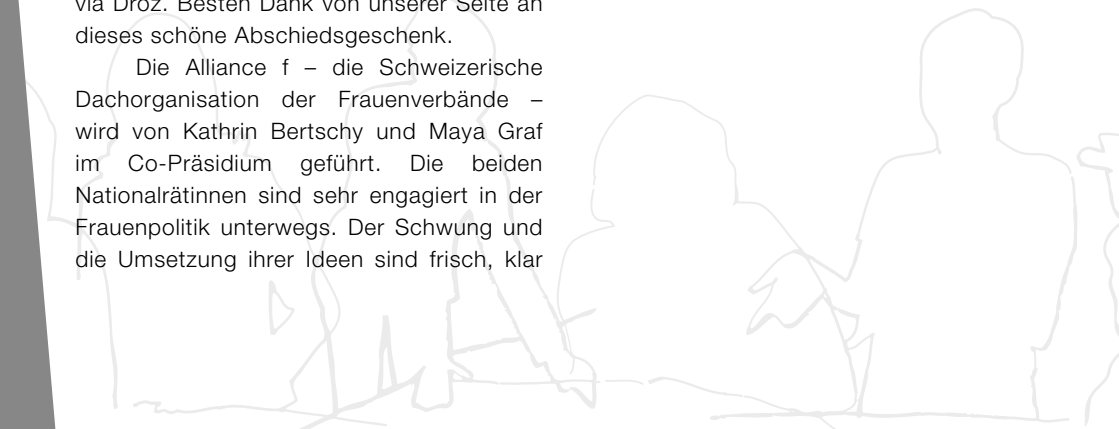 via Droz. Besten Dank von unserer Seite an
dieses schöne Abschiedsgeschenk.
Die Alliance f – die Schweizerische
Dachorganisation der Frauenverbände –
wird von Kathrin Bertschy und Maya Graf
im Co-Präsidium geführt. Die beiden
Nationalrätinnen sind sehr engagiert in der
Frauenpolitik unterwegs. Der Schwung und
die Umsetzung ihrer Ideen sind frisch, klar